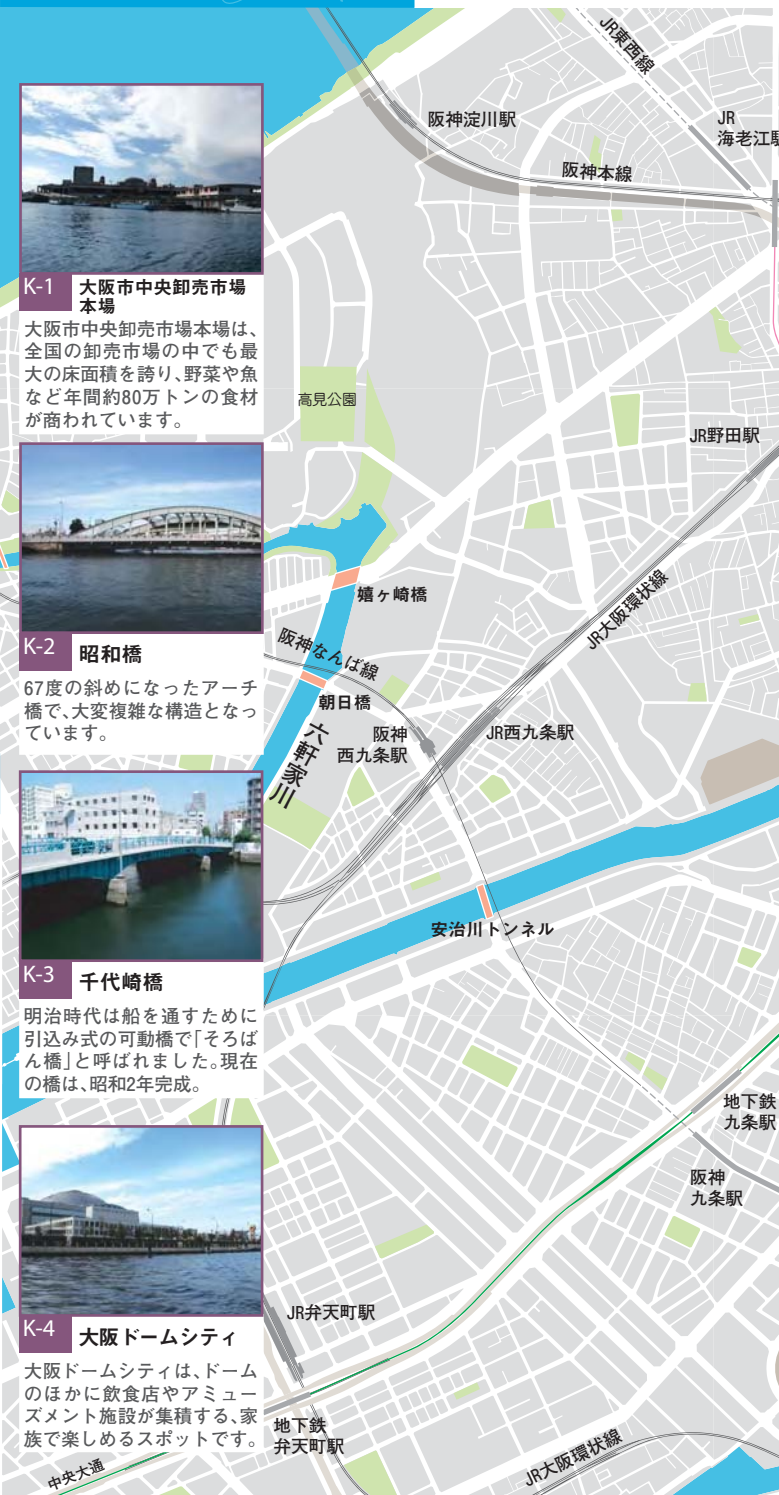 K-1
大阪市中央卸売市場
本場
大阪市中央卸売市場本場は、
全国の卸売市場の中でも最
大の床面積を誇り、野菜や魚
など年間約80万トンの食材
が商われています。
K-2
昭和橋
67度の斜めになったアーチ
橋で、大変複雑な構造となっ
ています。
K-3
千代崎橋
明治時代は船を通すために
引込み式の可動橋で「そろば
ん橋」と呼ばれました。現在
の橋は、昭和2年完成。
K-4
大阪ドームシティ
大阪ドームシティは、ドーム
のほかに飲食店やアミュー
ズメント施設が集積する、家
族で楽しめるスポットです。
JR東西線
阪神淀川駅
JR
海老江駅
阪神本線
高見公園
JR野田駅
嬉ヶ崎橋
JR大阪環状線
阪神なんば線
朝日橋
六軒家川
阪神
西九条駅
JR西九条駅
安治川トンネル
地下鉄
九条駅
阪神
九条駅
JR弁天町駅
地下鉄
弁天町駅
中央大通
JR大阪環状線